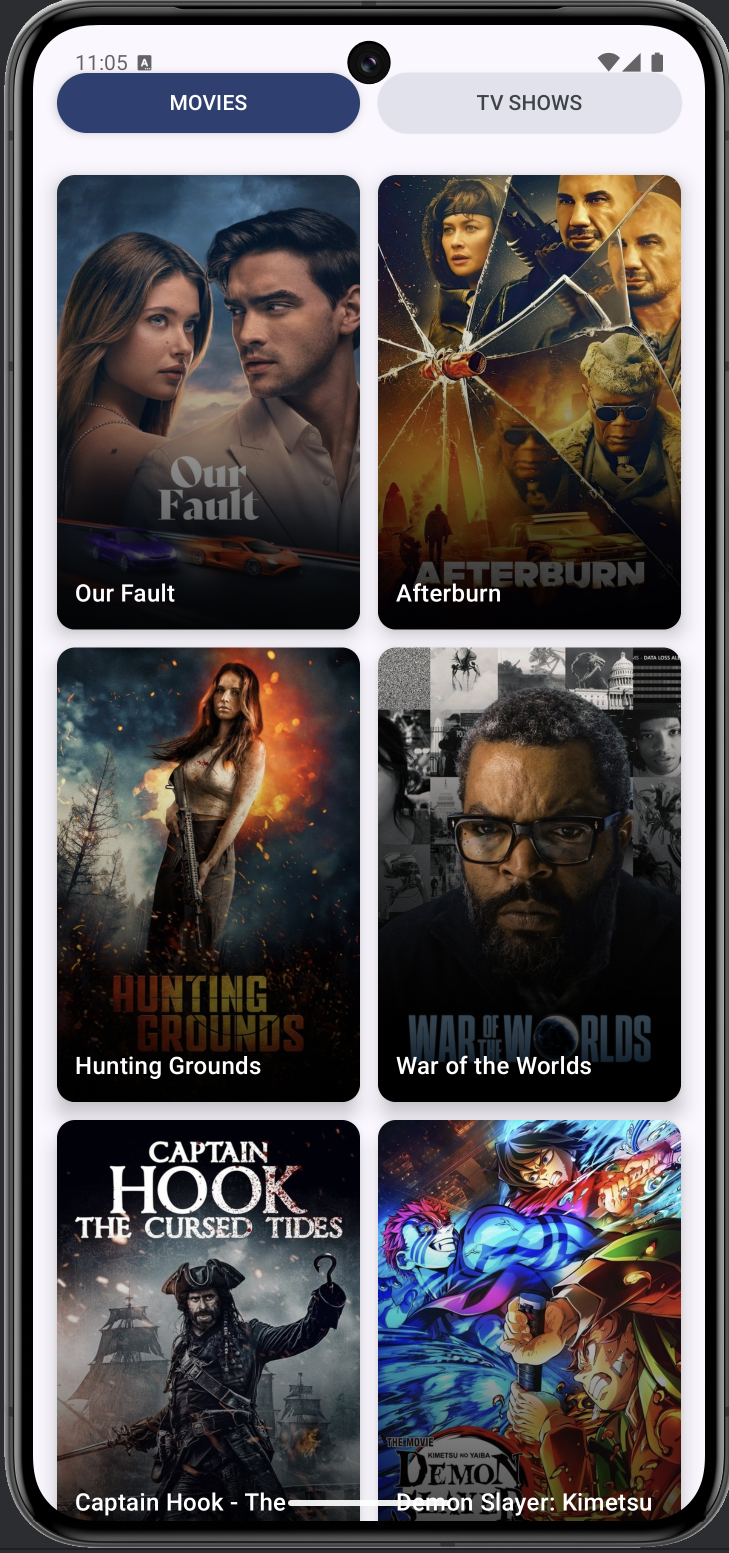 11:05 A
MOVIES
TV SHOWS
Our
Fault
Our Fault
AFTERBURN
Afterburn
HUNTING
GROUNDS
Hunting Grounds
MS - DATA LOSS AL
WAR OF THE WORLDS
War of the Worlds
CAPTAIN
HOOK
THE CURSED TIDES
Captain Hook - The
THE MOVIE
KIMETSU NO YAIBA
DEMON
SLAYER
Demon Slayer: Kimetsu